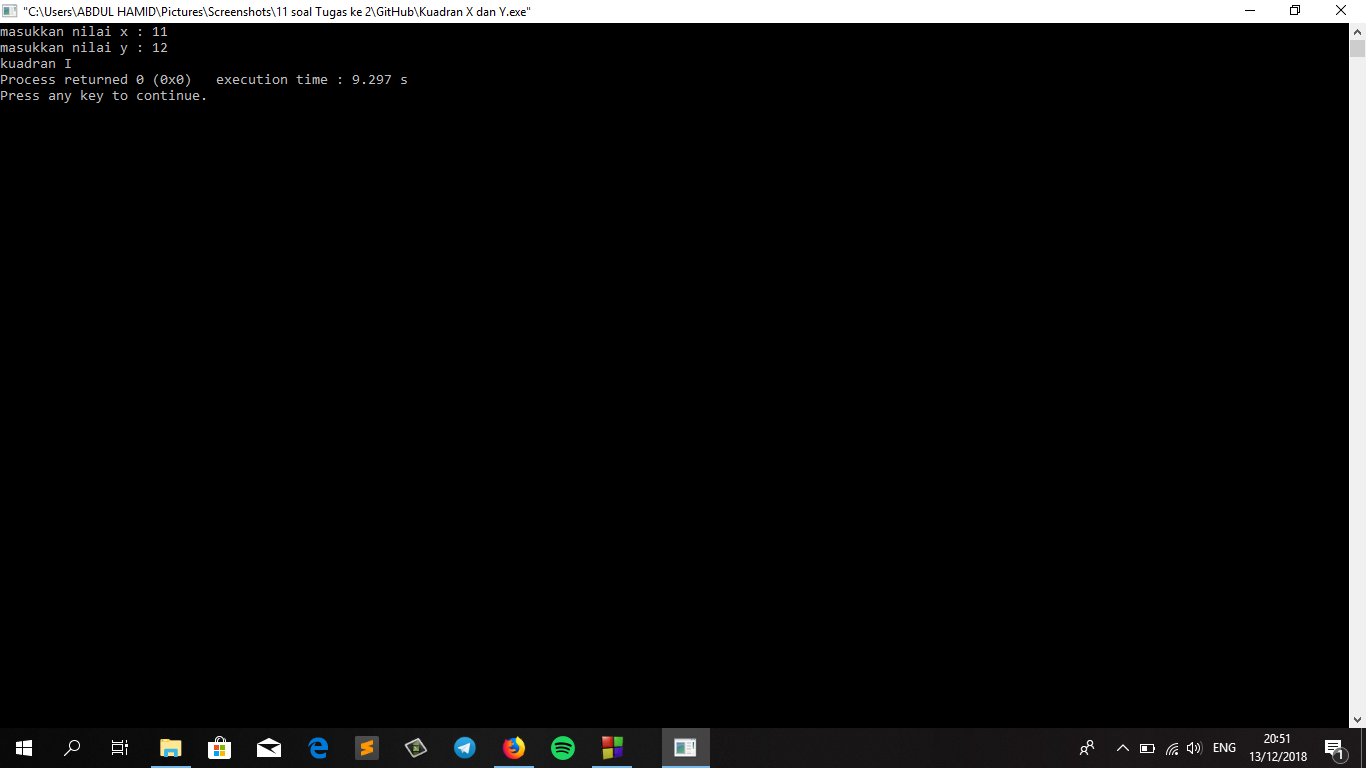 "C:\Users\ABDUL HAMID\Pictures\Screenshots\11 soal Tugas ke 2\GitHub\Kuadran X dan Y.exe"
masukkan nilai x : 11
masukkan nilai y : 12
kuadran I
Process returned 0 (0x0)   execution time : 9.297 s
Press any key to continue.
ENG
20:51
13/12/2018
1